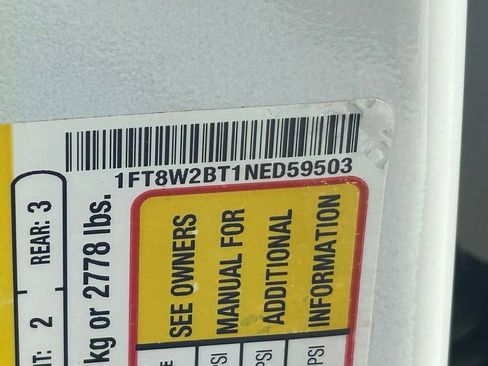 1FT8W2BT1NED59503
kg or 2778 lbs.
2
REAR: 3
SEE OWNERS
MANUAL FOR
ADDITIONAL
INFORMATION
PSI
PSI
PSI